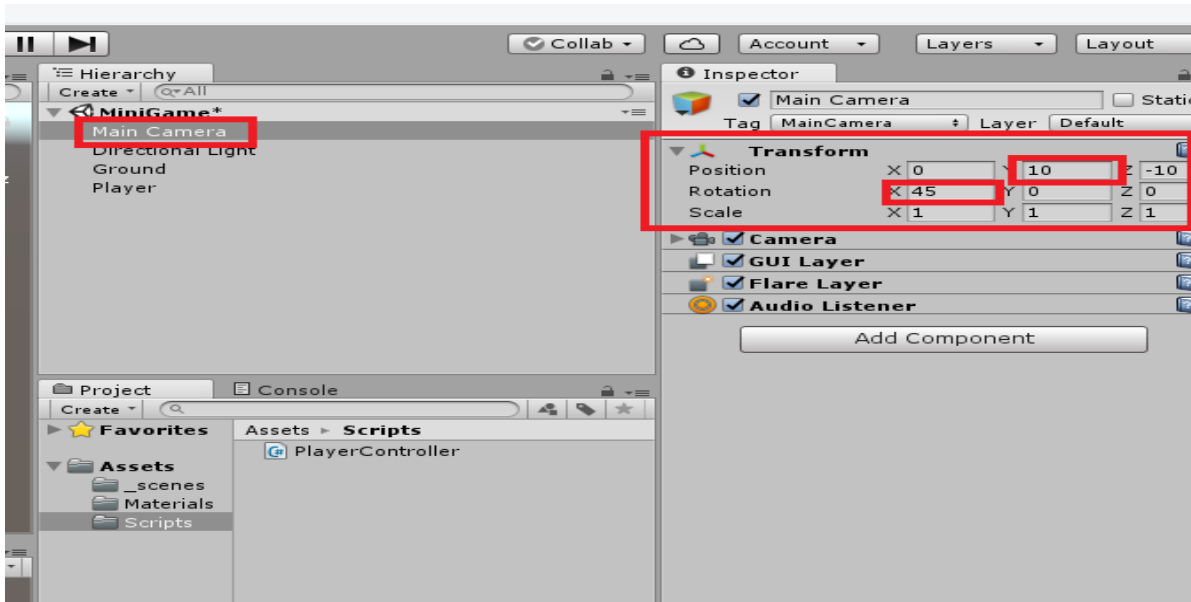 Collab Account Layers Layout
Hierarchy
Create All
MiniGame*
Main Camera
Directional Light
Ground
Player
Inspector
Main Camera
Tag MainCamera Layer Default
Transform
Position X 0 Y 10 Z -10
Rotation X 45 Y 0 Z 0
Scale X 1 Y 1 Z 1
Camera
GUI Layer
Flare Layer
Audio Listener
Add Component
Project Console
Create
Favorites
Assets
_scenes
Materials
Scripts
Assets Scripts
PlayerController